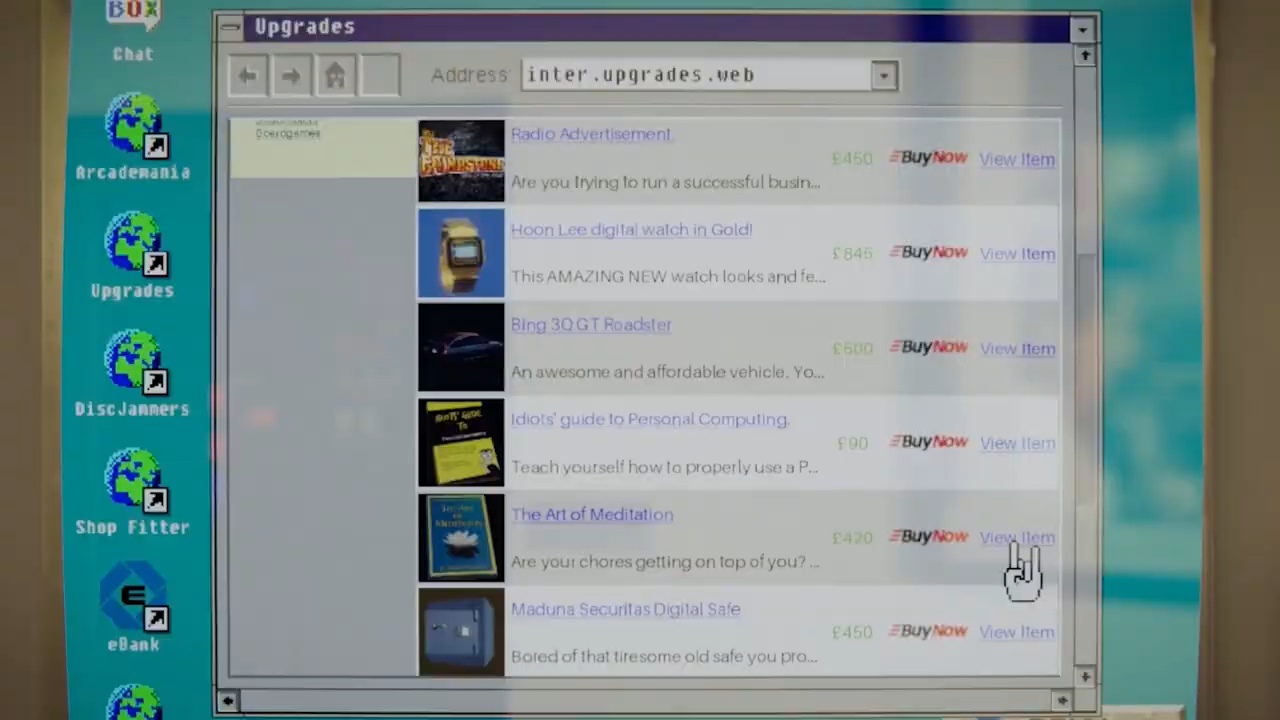 BOX
Chat
Arcademania
Upgrades
DiscJammers
Shop Fitter
eBank
Upgrades
Address
inter.upgrades.web
Radio Advertisement.
Are you trying to run a successful busin...
£450
BuyNow
View Item
Hoon Lee digital watch in Gold!
This AMAZING NEW watch looks and fe...
£845
BuyNow
View Item
Bing 3Q GT Roadster
An awesome and affordable vehicle. Yo...
£600
BuyNow
View Item
Idiots' guide to Personal Computing.
Teach yourself how to properly use a P...
£90
BuyNow
View Item
The Art of Meditation
Are your chores getting on top of you? ...
£420
BuyNow
View Item
Maduna Securitas Digital Safe
Bored of that tiresome old safe you pro...
£450
BuyNow
View Item